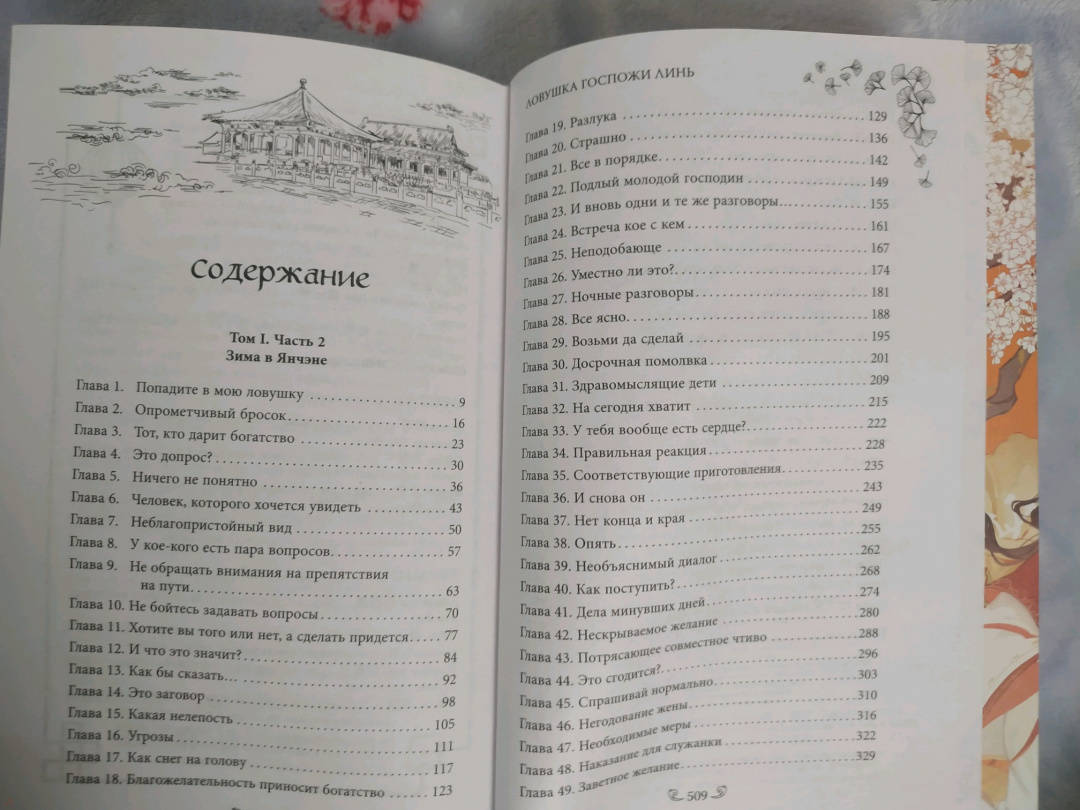 Содержание
Том I. Часть 2
Зима в Янчэне
Глава 1. Попадите в мою ловушку 9
Глава 2. Опрометчивый бросок 16
Глава 3. Тот, кто дарит богатство 23
Глава 4. Это допрос? 30
Глава 5. Ничего не понятно 36
Глава 6. Человек, которого хочется увидеть 43
Глава 7. Неблагопристойный вид 50
Глава 8. У кое-кого есть пара вопросов 57
Глава 9. Не обращать внимания на препятствия
на пути 63
Глава 10. Не бойтесь задавать вопросы 70
Глава 11. Хотите вы того или нет, а сделать придется 77
Глава 12. И что это значит? 84
Глава 13. Как бы сказать... 92
Глава 14. Это заговор 98
Глава 15. Какая нелепость 105
Глава 16. Угрозы 111
Глава 17. Как снег на голову 117
Глава 18. Благожелательность приносит богатство 123
ЛОВУШКА ГОСПОЖИ ЛИНЬ
Глава 19. Разлука 129
Глава 20. Страшно 136
Глава 21. Все в порядке 142
Глава 22. Подлый молодой господин 149
Глава 23. И вновь одни и те же разговоры... 155
Глава 24. Встреча кое с кем 161
Глава 25. Неподобающе 167
Глава 26. Уместно ли это? 174
Глава 27. Ночные разговоры 181
Глава 28. Все ясно 188
Глава 29. Возьми да сделай 195
Глава 30. Досрочная помолвка 201
Глава 31. Здравомыслящие дети 209
Глава 32. На сегодня хватит 215
Глава 33. У тебя вообще есть сердце? 222
Глава 34. Правильная реакция 228
Глава 35. Соответствующие приготовления 235
Глава 36. И снова он 243
Глава 37. Нет конца и края 249
Глава 38. Опять 255
Глава 39. Необъяснимый диалог 262
Глава 40. Как поступить? 268
Глава 41. Дела минувших дней 274
Глава 42. Нескрываемое желание 280
Глава 43. Потрясающее совместное чтиво 288
Глава 44. Это сгодится? 296
Глава 45. Спрашивай нормально 303
Глава 46. Негодование жены 310
Глава 47. Необходимые меры 316
Глава 48. Наказание для служанки 322
Глава 49. Заветное желание 329
509